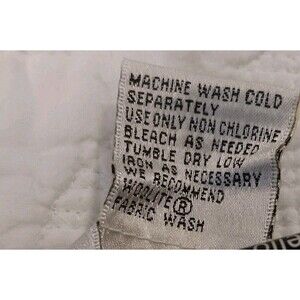 MACHINE WASH COLD
SEPARATELY
USE ONLY NON CHLORINE
BLEACH AS NEEDED
TUMBLE DRY LOW
IRON AS NECESSARY
WE RECOMMEND
WOOLITE®
FABRIC WASH